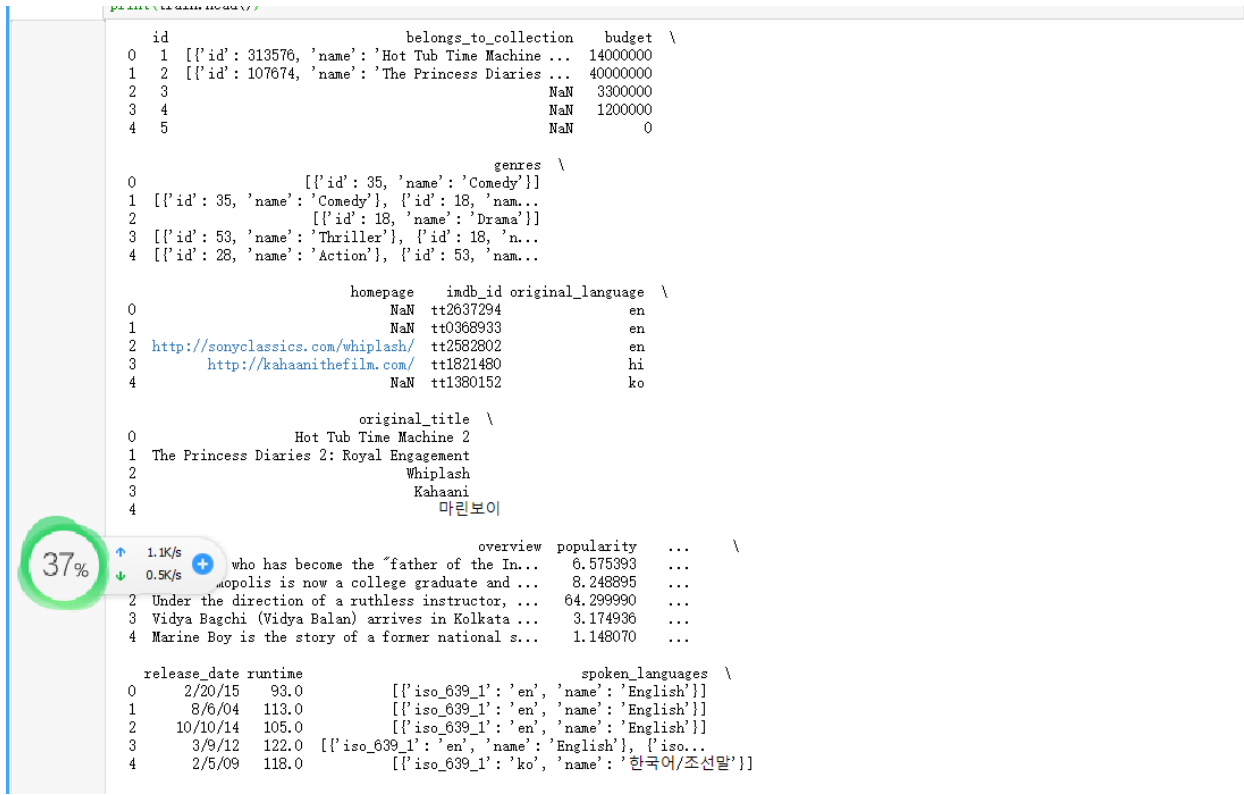 print(train.head())
id belongs_to_collection budget \
0 1 [{'id': 313576, 'name': 'Hot Tub Time Machine ... 14000000
1 2 [{'id': 107674, 'name': 'The Princess Diaries ... 40000000
2 3 NaN 3300000
3 4 NaN 1200000
4 5 NaN 0
genres \
0 [{'id': 35, 'name': 'Comedy'}]
1 [{'id': 35, 'name': 'Comedy'}, {'id': 18, 'nam...
2 [{'id': 18, 'name': 'Drama'}]
3 [{'id': 53, 'name': 'Thriller'}, {'id': 18, 'n...
4 [{'id': 28, 'name': 'Action'}, {'id': 53, 'nam...
homepage imdb_id original_language \
0 NaN tt2637294 en
1 NaN tt0368933 en
2 http://sonyclassics.com/whiplash/ tt2582802 en
3 http://kahaanithefilm.com/ tt1821480 hi
4 NaN tt1380152 ko
original_title \
0 Hot Tub Time Machine 2
1 The Princess Diaries 2: Royal Engagement
2 Whiplash
3 Kahaani
4 마린보이
overview popularity ... \
who has become the "father of the In... 6.575393 ...
mopolis is now a college graduate and ... 8.248895 ...
2 Under the direction of a ruthless instructor, ... 64.299990 ...
3 Vidya Bagchi (Vidya Balan) arrives in Kolkata ... 3.174936 ...
4 Marine Boy is the story of a former national s... 1.148070 ...
37%
↑ 1.1K/s
↓ 0.5K/s
release_date runtime spoken_languages \
0 2/20/15 93.0 [{'iso_639_1': 'en', 'name': 'English'}]
1 8/6/04 113.0 [{'iso_639_1': 'en', 'name': 'English'}]
2 10/10/14 105.0 [{'iso_639_1': 'en', 'name': 'English'}]
3 3/9/12 122.0 [{'iso_639_1': 'en', 'name': 'English'}, {'iso...
4 2/5/09 118.0 [{'iso_639_1': 'ko', 'name': '한국어/조선말'}]